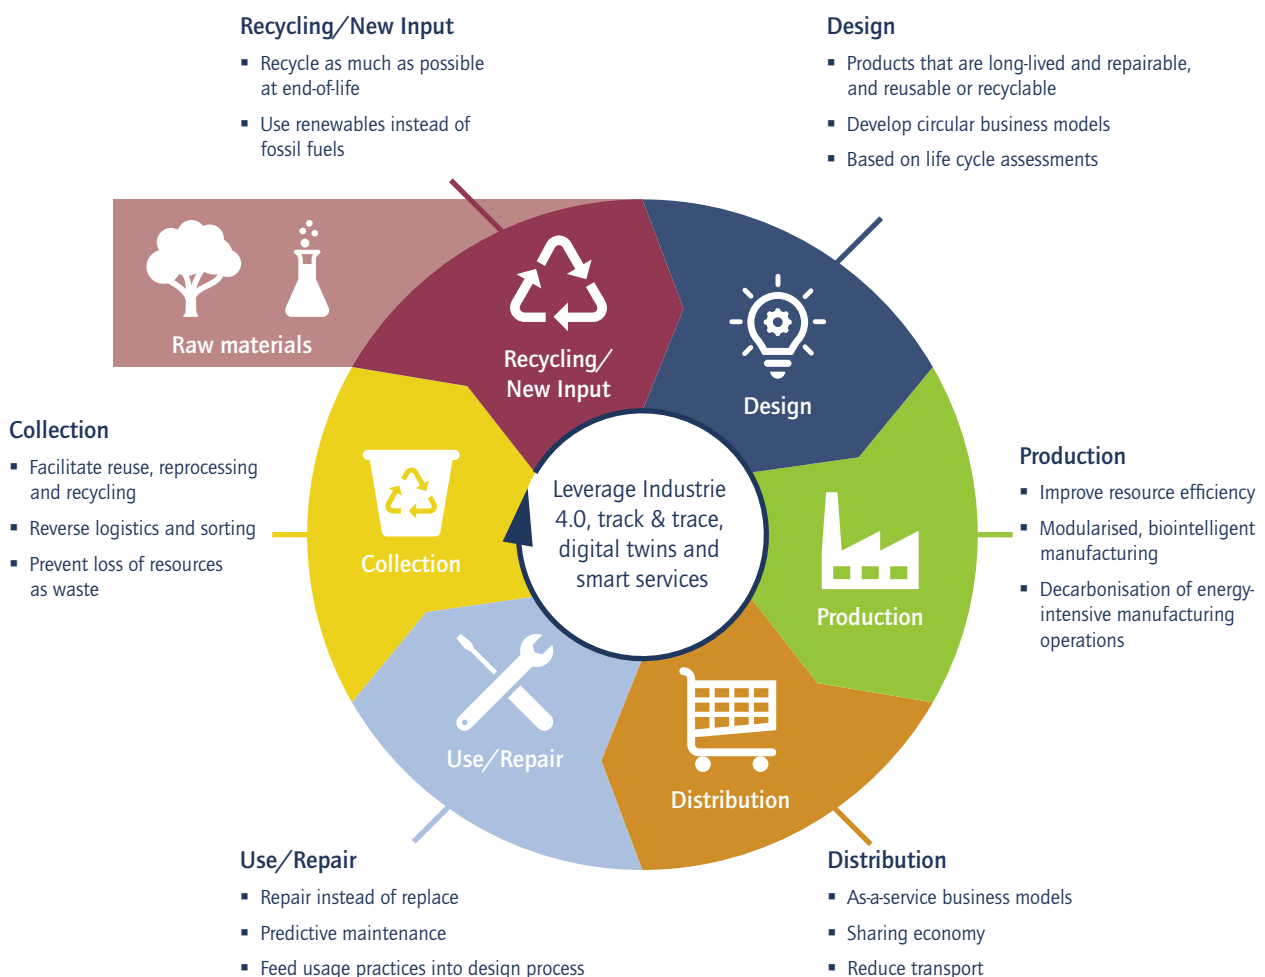 Recycling/New Input
▪ Recycle as much as possible
at end-of-life
▪ Use renewables instead of
fossil fuels
Design
▪ Products that are long-lived and repairable,
and reusable or recyclable
▪ Develop circular business models
▪ Based on life cycle assessments
Raw materials
Recycling/
New Input
Design
Collection
▪ Facilitate reuse, reprocessing
and recycling
▪ Reverse logistics and sorting
▪ Prevent loss of resources
as waste
Collection
Leverage Industrie
4.0, track & trace,
digital twins and
smart services
Production
Production
▪ Improve resource efficiency
▪ Modularised, biointelligent
manufacturing
▪ Decarbonisation of energy-
intensive manufacturing
operations
Use/Repair
Distribution
Use/Repair
▪ Repair instead of replace
▪ Predictive maintenance
▪ Feed usage practices into design process
Distribution
▪ As-a-service business models
▪ Sharing economy
▪ Reduce transport